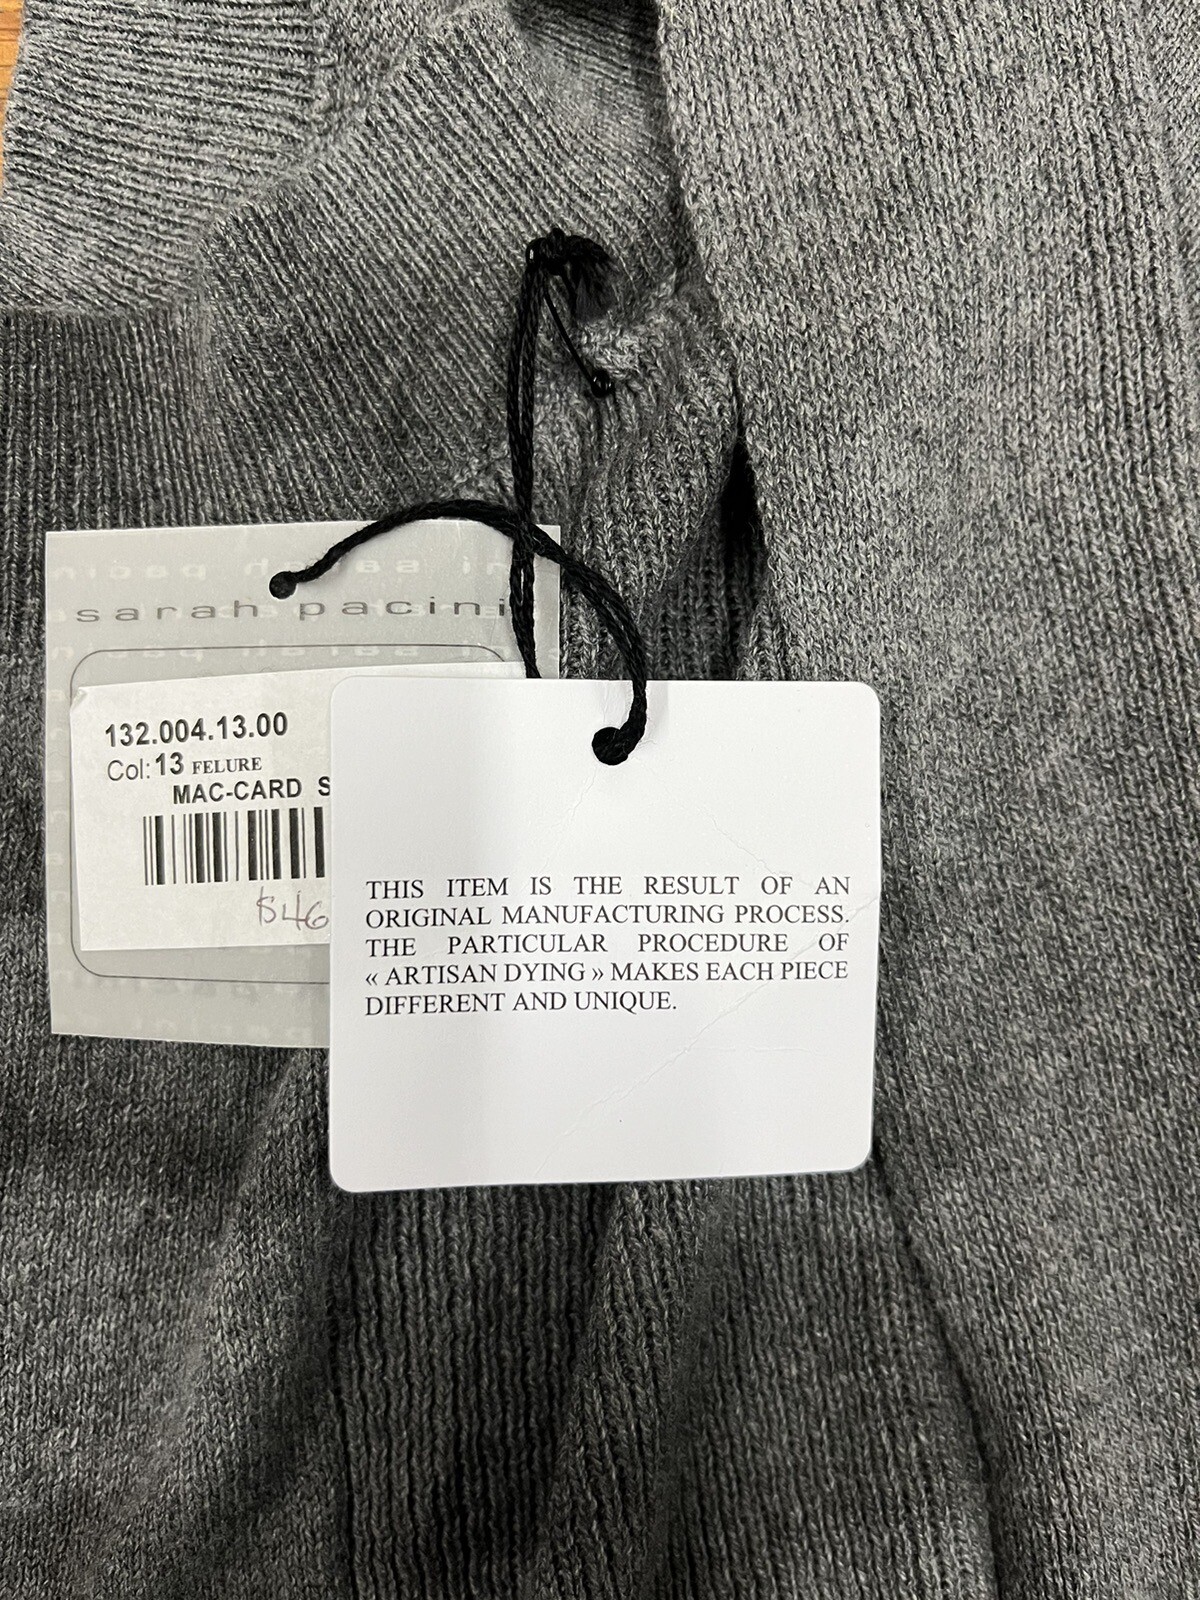 sarah pacini
132.004.13.00
Col: 13 FELURE
MAC-CARD S
THIS ITEM IS THE RESULT OF AN
ORIGINAL MANUFACTURING PROCESS.
THE PARTICULAR PROCEDURE OF
« ARTISAN DYING » MAKES EACH PIECE
DIFFERENT AND UNIQUE.
$46